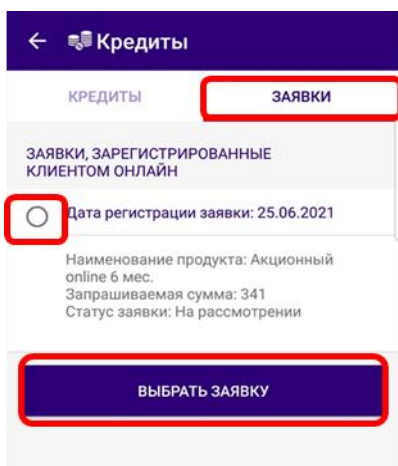 Кредиты
КРЕДИТЫ ЗАЯВКИ
ЗАЯВКИ, ЗАРЕГИСТРИРОВАННЫЕ
КЛИЕНТОМ ОНЛАЙН
Дата регистрации заявки: 25.06.2021
Наименование продукта: Акционный
online 6 мес.
Запрашиваемая сумма: 341
Статус заявки: На рассмотрении
ВЫБРАТЬ ЗАЯВКУ